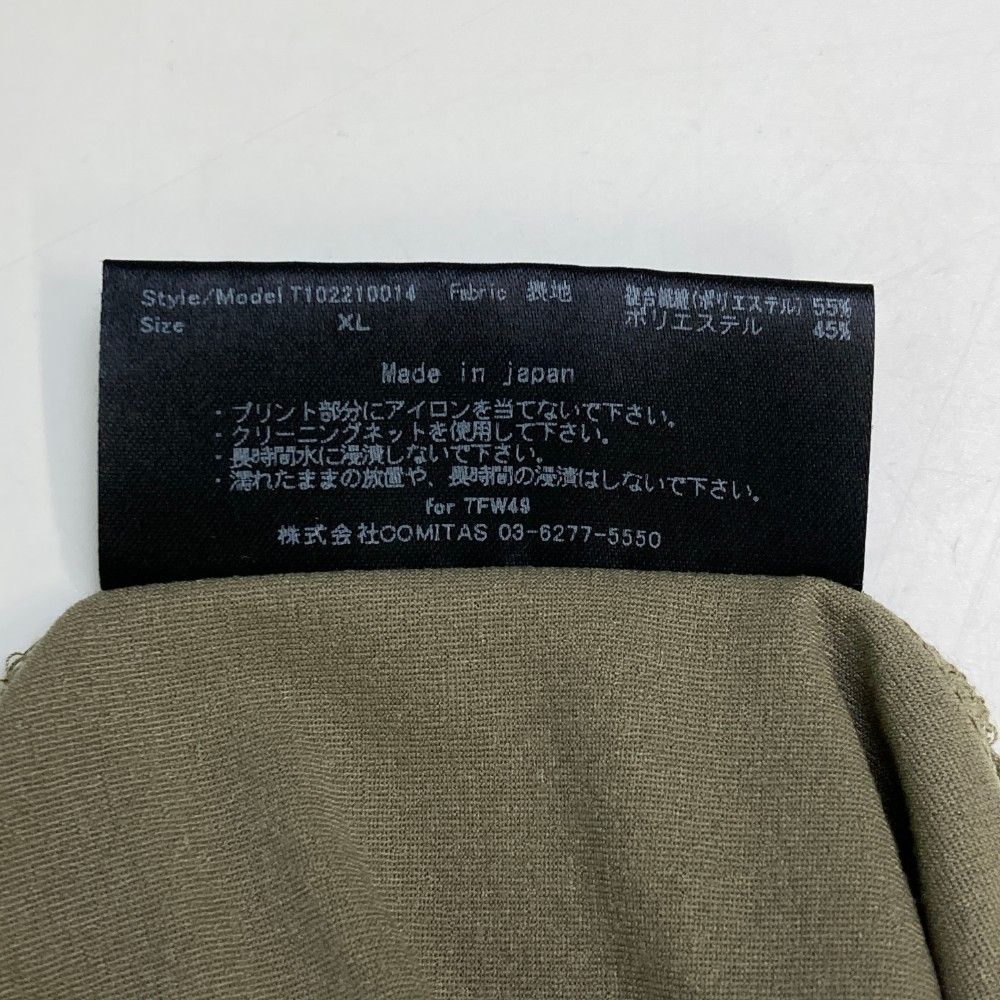 Style/Model T102210014 Fabric 表地 複合繊維(ポリエステル) 55%
Size XL ポリエステル 45%
Made in japan
・プリント部分にアイロンを当てないで下さい。
・クリーニングネットを使用して下さい。
・長時間水に浸漬しないで下さい。
・濡れたままの放置や、長時間の浸漬はしないで下さい。
for TFW49
株式会社COMITAS 03-6277-5550